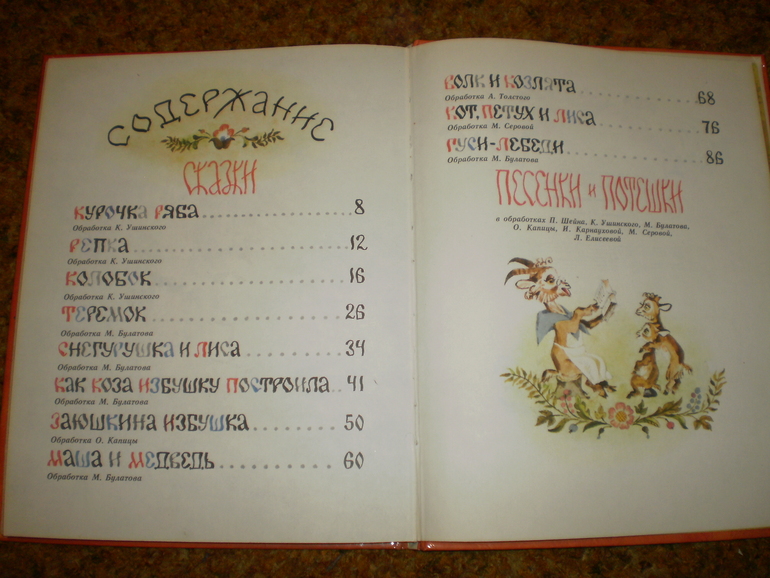 СОДЕРЖАНИЕ
СКАЗКИ
КУРОЧКА РЯБА 8
Обработка К. Ушинского
РЕПКА 12
Обработка К. Ушинского
КОЛОБОК 16
Обработка К. Ушинского
ТЕРЕМОК 26
Обработка М. Булатова
СНЕГУРУШКА И ЛИСА 34
Обработка М. Булатова
КАК КОЗА ИЗБУШКУ ПОСТРОИЛА 41
Обработка М. Булатова
ЗАЮШКИНА ИЗБУШКА 50
Обработка О. Капицы
МАША И МЕДВЕДЬ 60
Обработка М. Булатова
ВОЛК И КОЗЛЯТА 68
Обработка А. Толстого
КОТ, ПЕТУХ И ЛИСА 76
Обработка М. Серовой
ГУСИ-ЛЕБЕДИ 86
Обработка М. Булатова
ПЕСЕНКИ И ПОТЕШКИ
в обработках П. Шейна, К. Ушинского, М. Булатова,
О. Капицы, И. Карнауховой, М. Серовой,
Л. Елисеевой